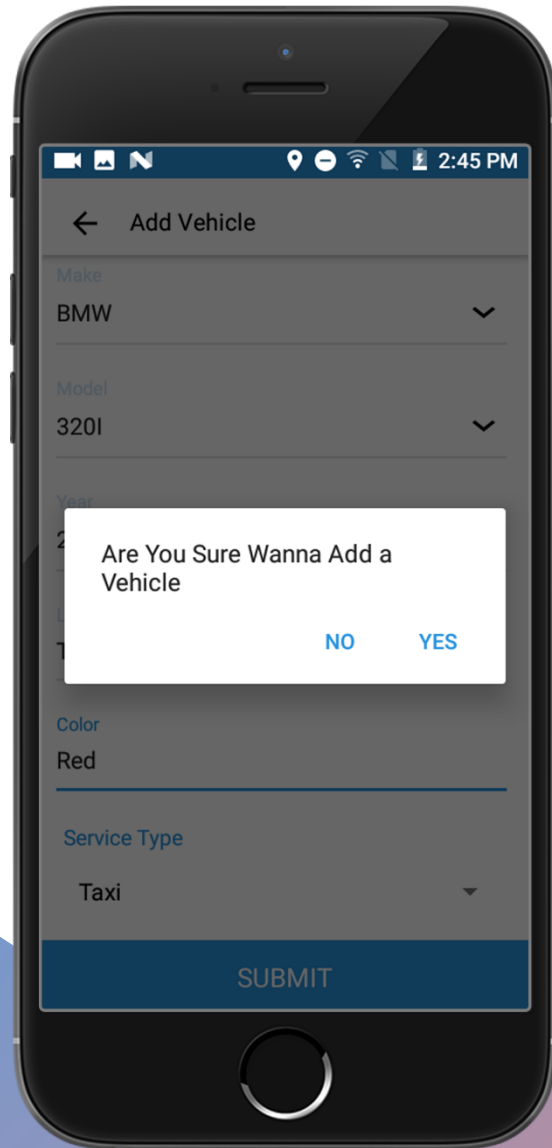 2:45 PM
Add Vehicle
Make
BMW
Model
320I
Year
Are You Sure Wanna Add a
Vehicle
NO YES
Color
Red
Service Type
Taxi
SUBMIT